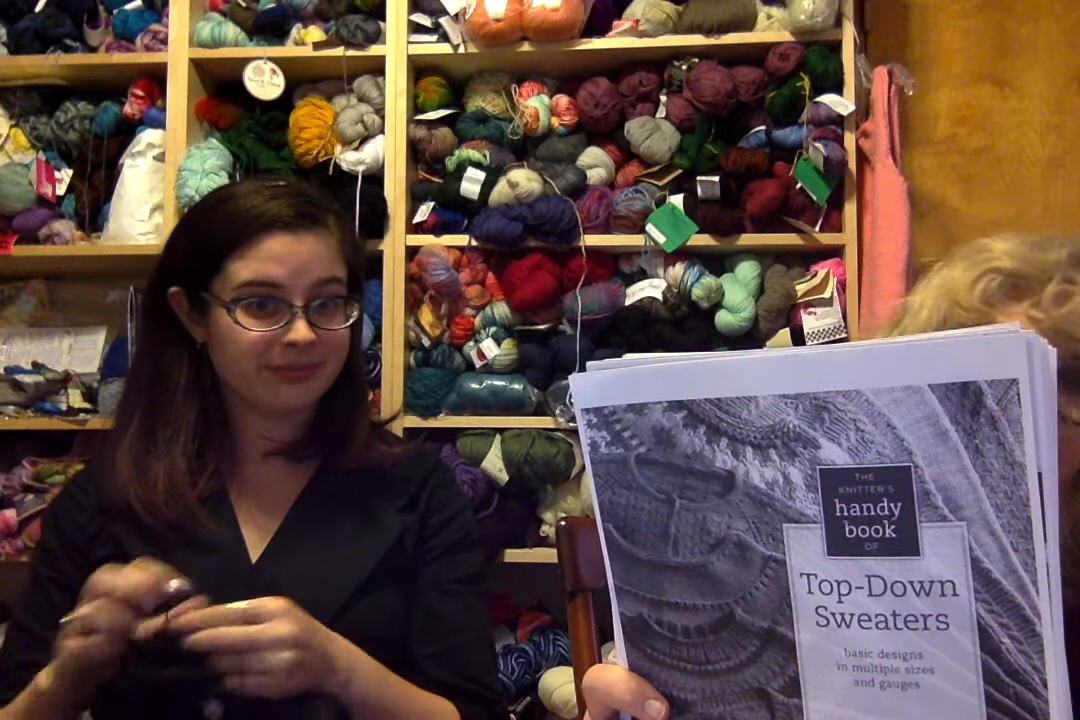 THE
KNITTER'S
handy
book
OF
Top-Down
Sweaters
basic designs
in multiple sizes
and gauges